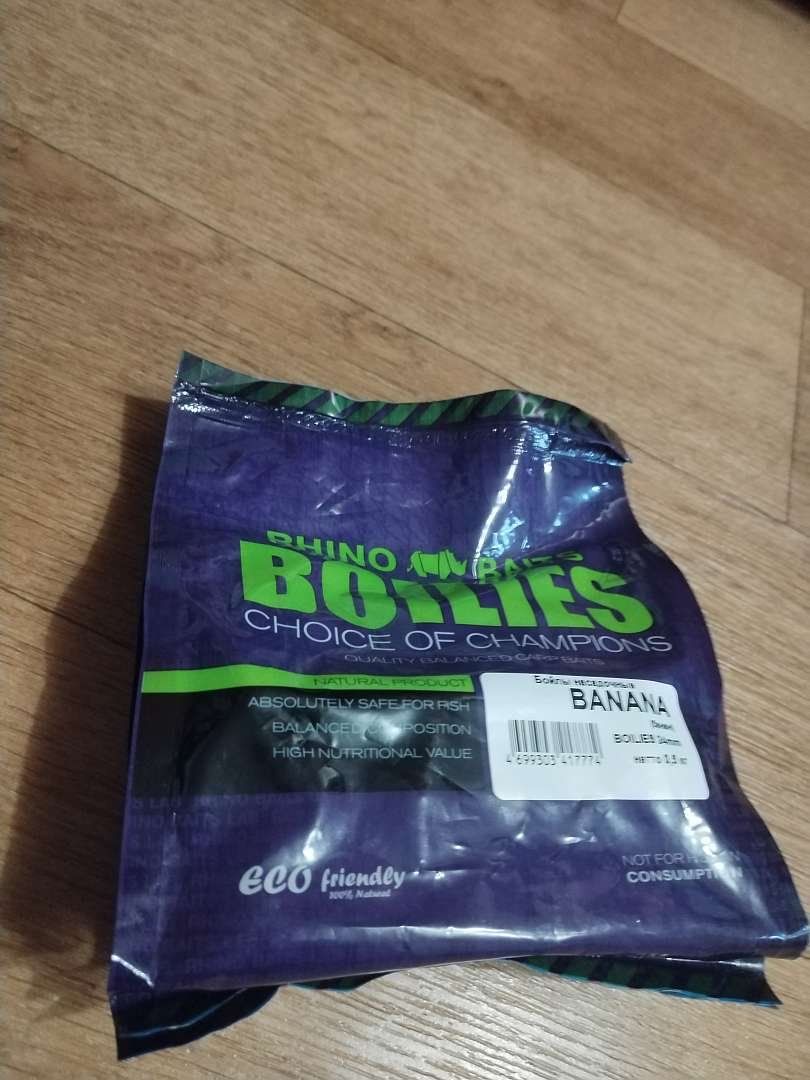 RHINO BAITS
BOILIES
CHOICE OF CHAMPIONS
QUALITY BALANCED CARP BAITS
NATURAL PRODUCT
ABSOLUTELY SAFE FOR FISH
BALANCED COMPOSITION
HIGH NUTRITIONAL VALUE
Бойлы насадочные
BANANA
BOILIES 24mm
нетто 0,5 кг
4 699303 417774
ECO friendly
100% Natural
NOT FOR HUMAN
CONSUMPTION